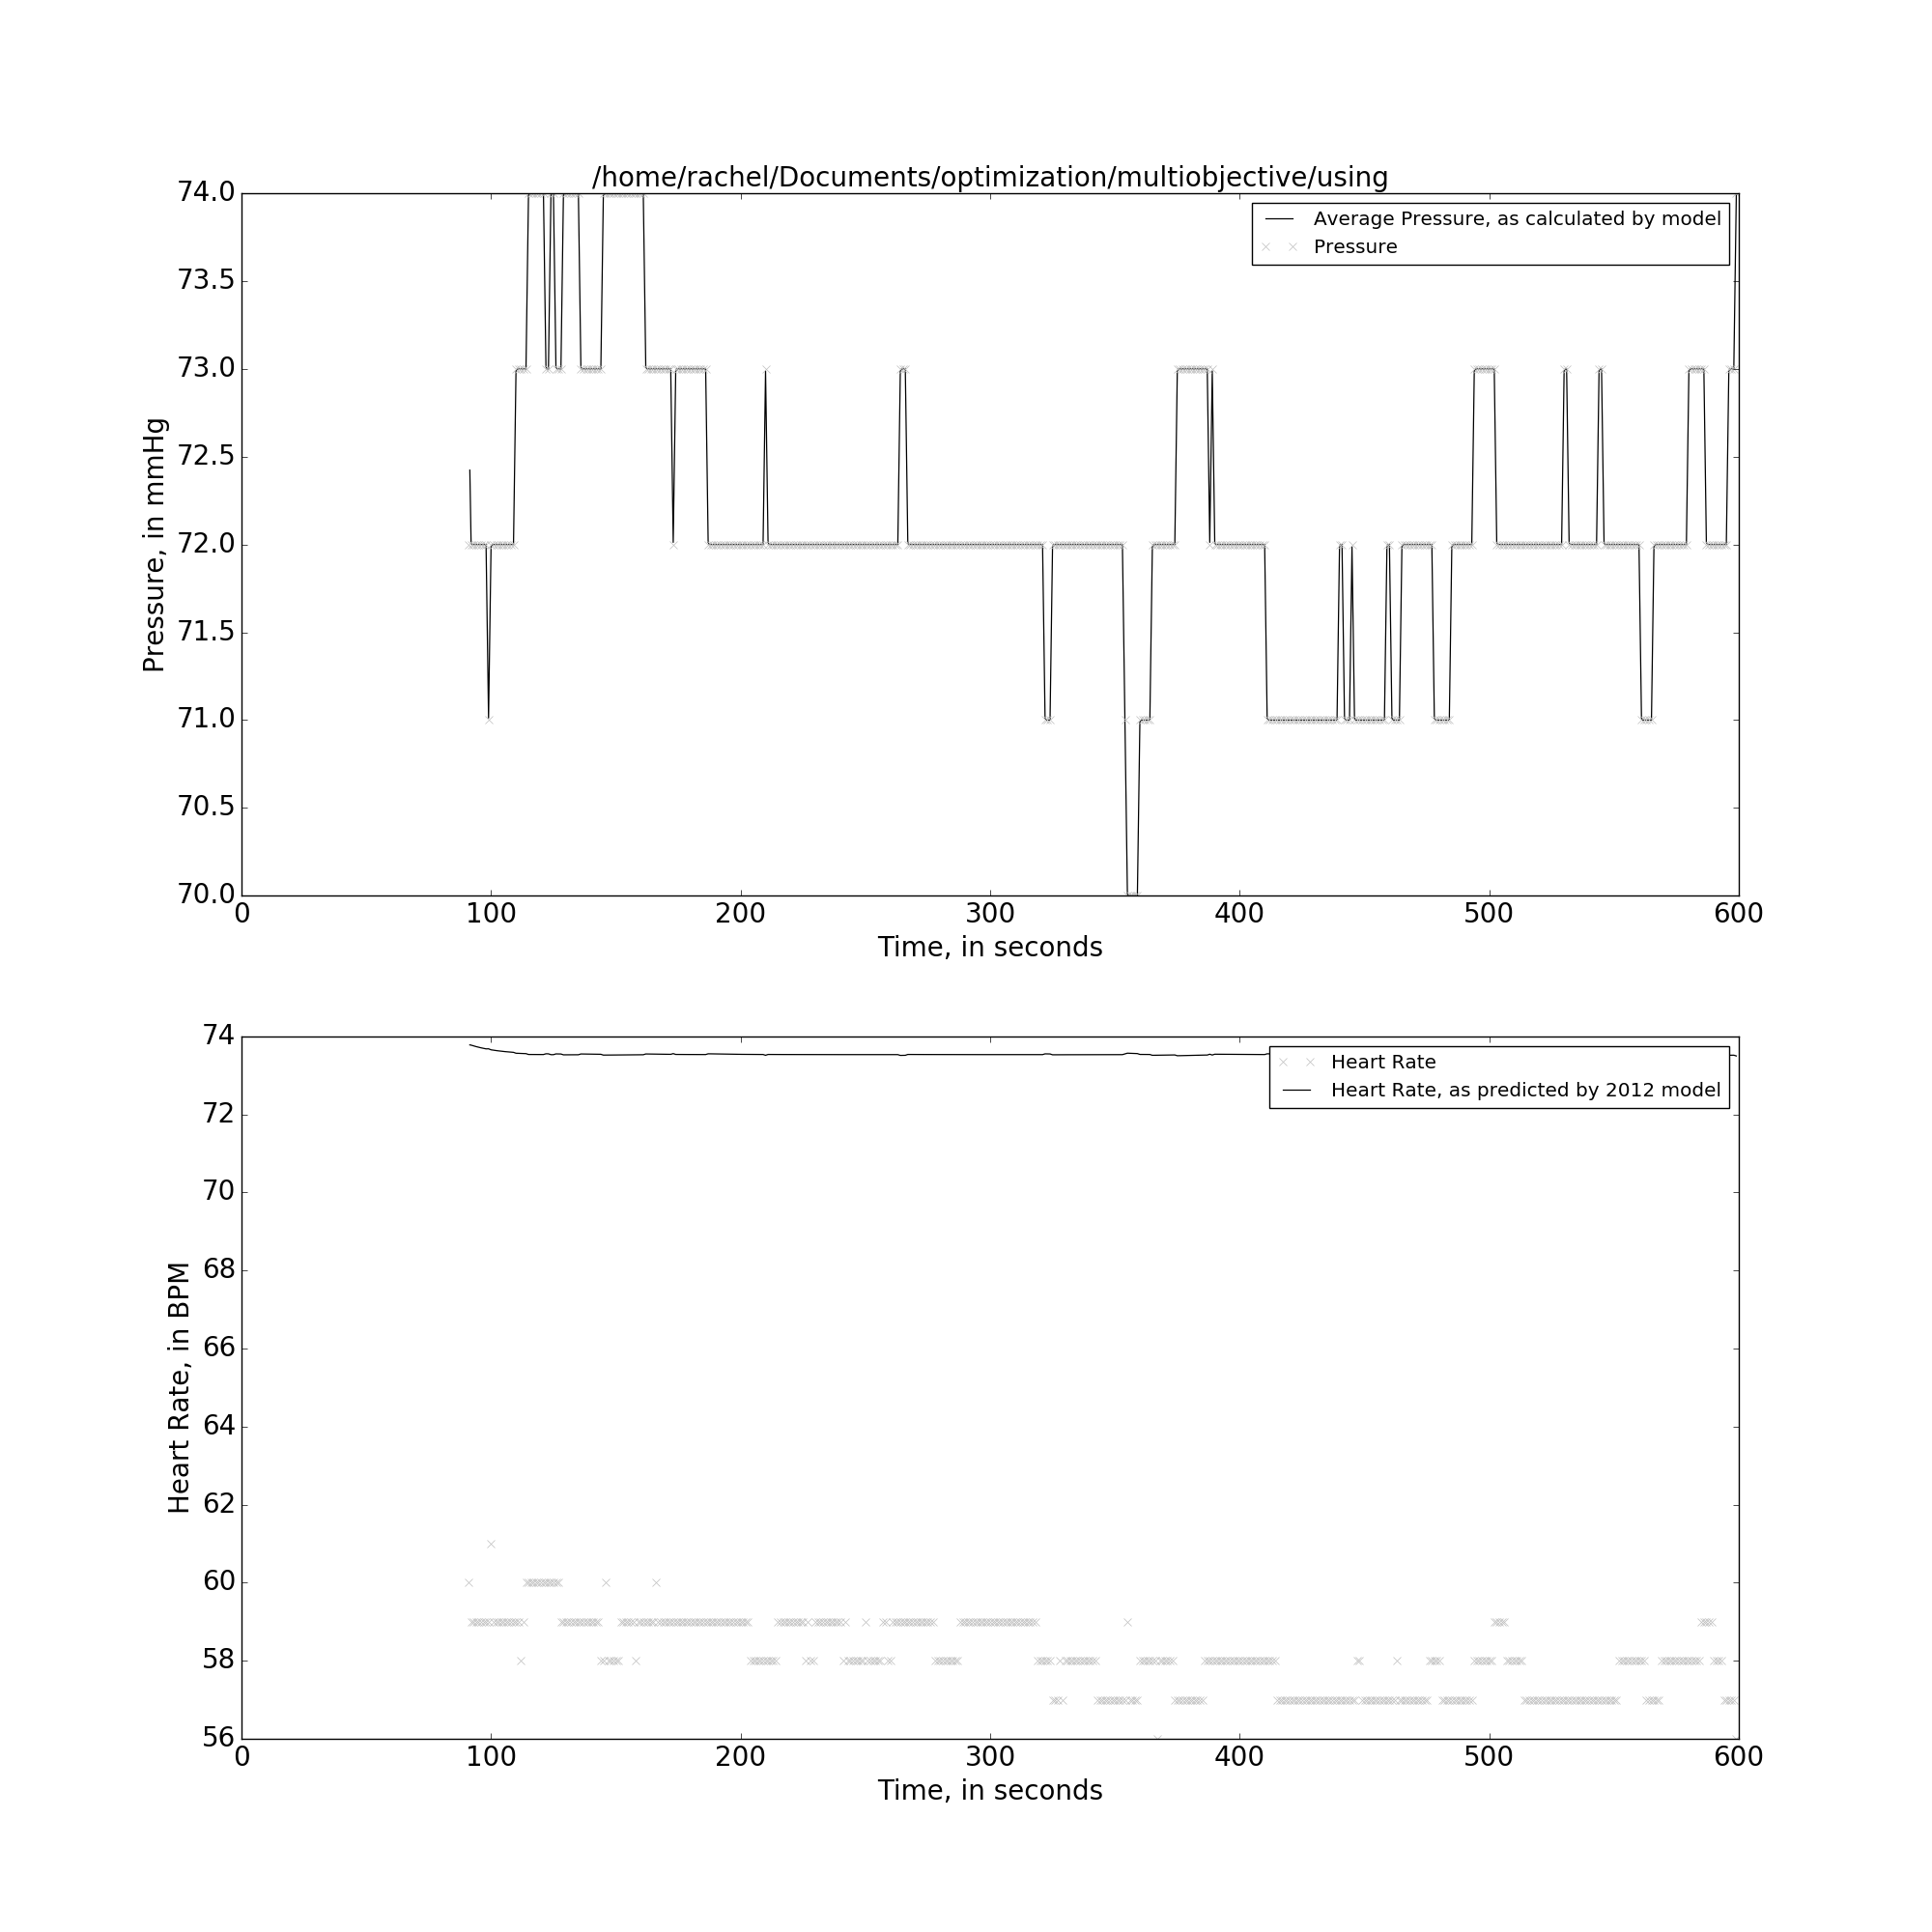 /home/rachel/Documents/optimization/multiobjective/using
74.0
73.5
73.0
72.5
72.0
71.5
71.0
70.5
70.0
Pressure, in mmHg
Average Pressure, as calculated by model
Pressure
0 100 200 300 400 500 600
Time, in seconds
74
72
70
68
66
64
62
60
58
56
Heart Rate, in BPM
Heart Rate
Heart Rate, as predicted by 2012 model
0 100 200 300 400 500 600
Time, in seconds